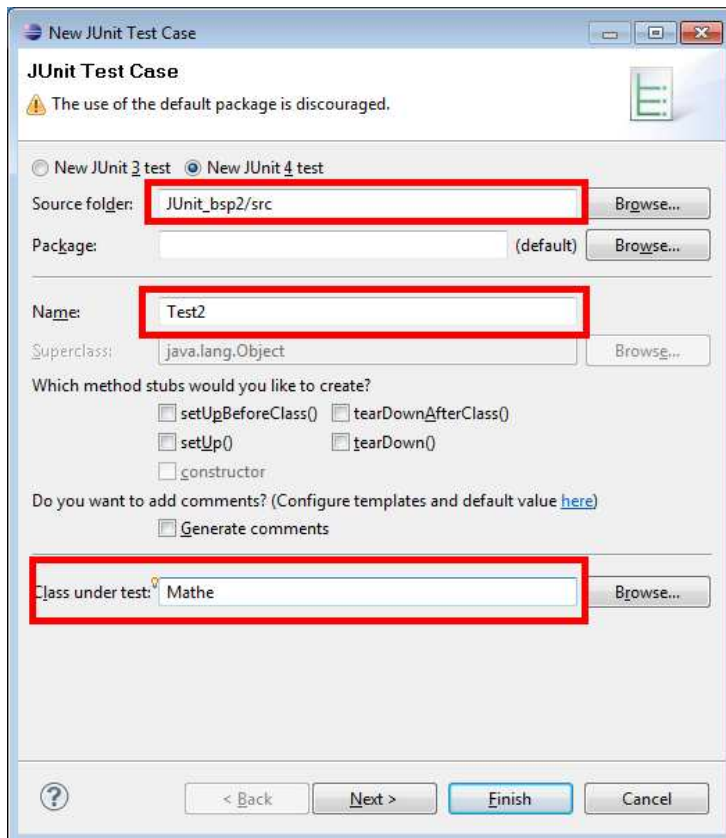 New JUnit Test Case
JUnit Test Case
The use of the default package is discouraged.
New JUnit 3 test New JUnit 4 test
Source folder: JUnit_bsp2/src Browse...
Package: (default) Browse...
Name: Test2
Superclass: java.lang.Object Browse...
Which method stubs would you like to create?
setUpBeforeClass() tearDownAfterClass()
setUp() tearDown()
constructor
Do you want to add comments? (Configure templates and default value here)
Generate comments
Class under test: Mathe Browse...
? < Back Next > Finish Cancel